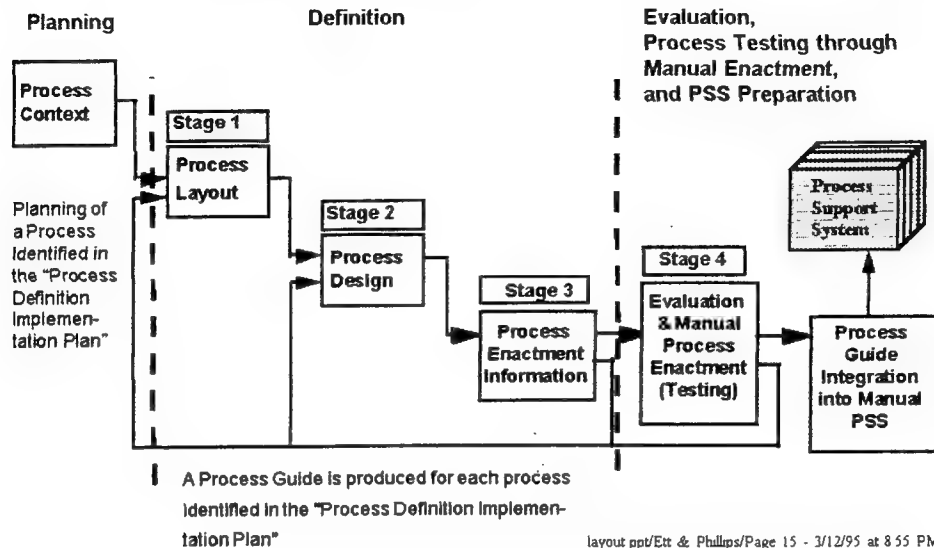 Planning
Definition
Evaluation,
Process Testing through
Manual Enactment,
and PSS Preparation
Process
Context
Stage 1
Process
Layout
Planning of
a Process
Identified in
the "Process
Definition
Implemen-
tation Plan"
Stage 2
Process
Design
Stage 3
Process
Enactment
Information
Stage 4
Evaluation
& Manual
Process
Enactment
(Testing)
Process
Support
System
Process
Guide
Integration
into Manual
PSS
A Process Guide is produced for each process
identified in the "Process Definition Implemen-
tation Plan"
layout ppt/Ett & Phillips/Page 15 - 3/12/95 at 8 55 PM